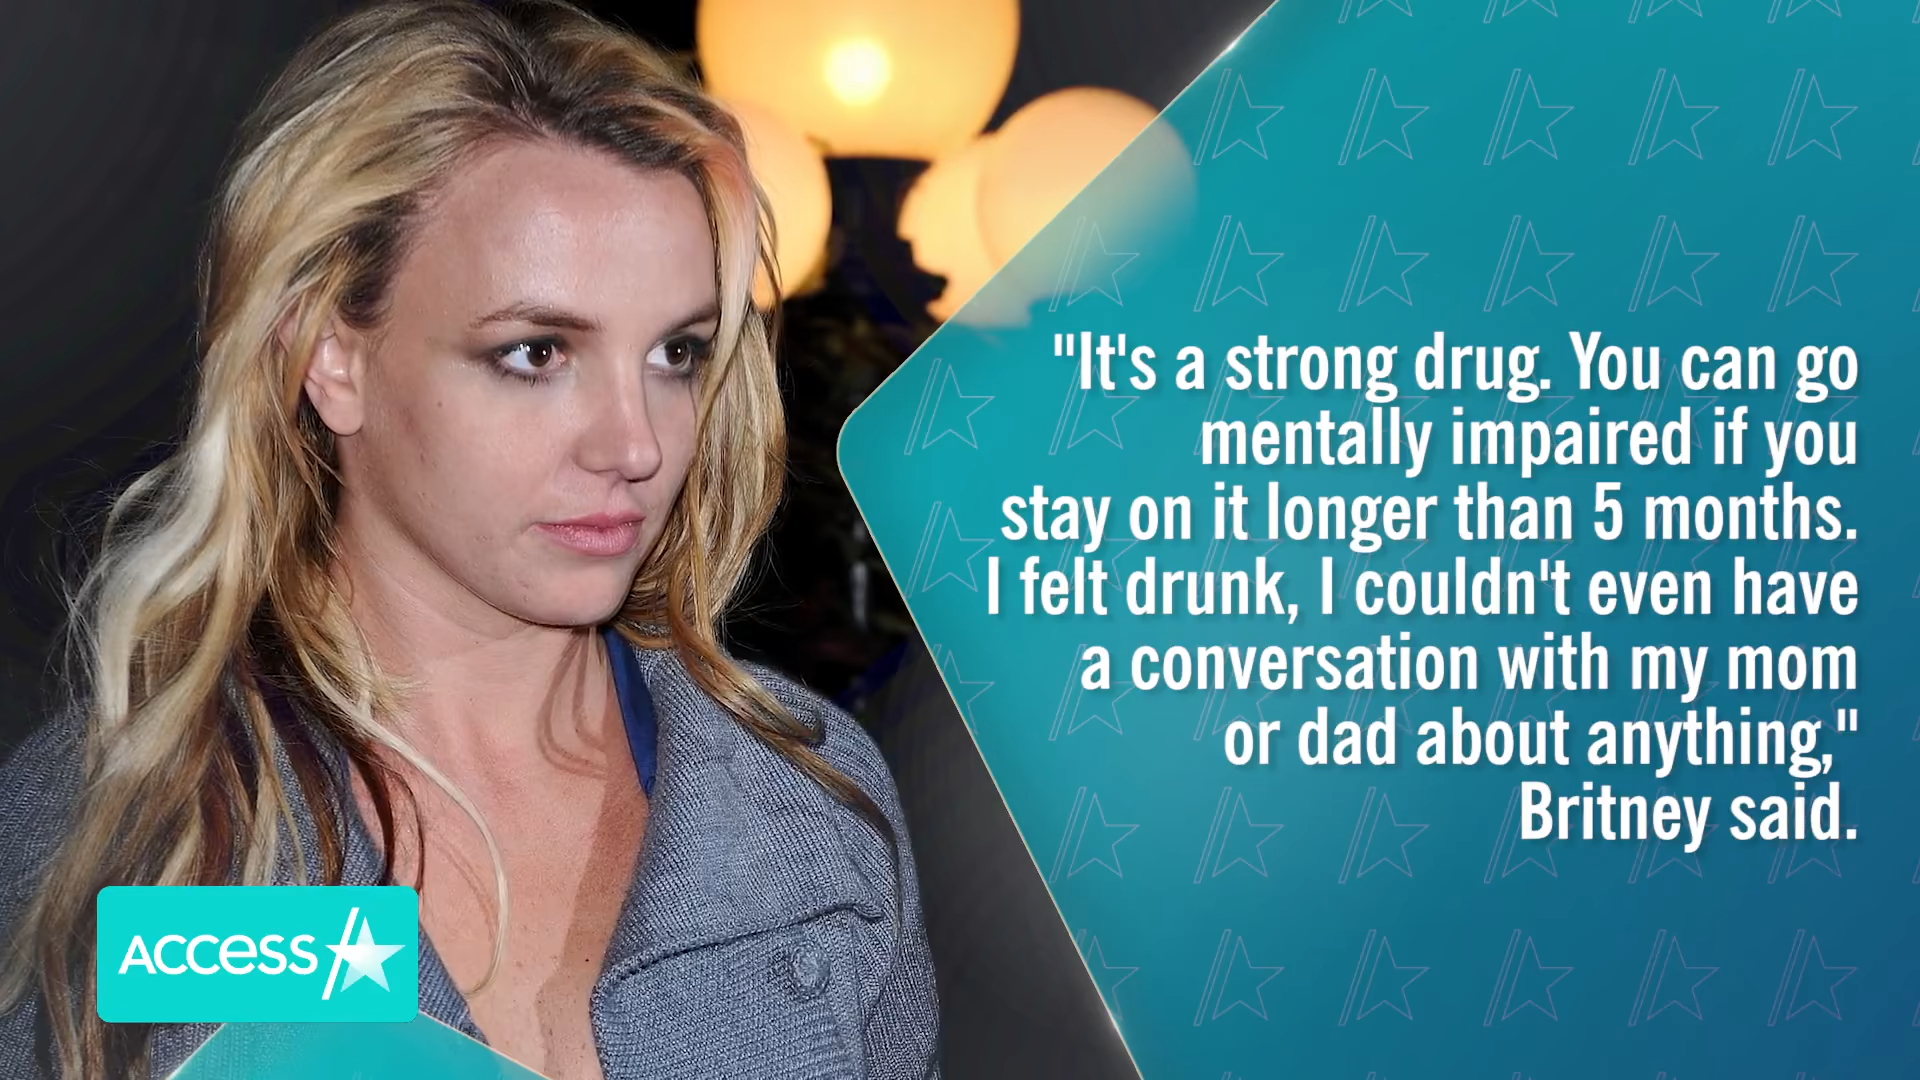 "It's a strong drug. You can go
mentally impaired if you
stay on it longer than 5 months.
I felt drunk, I couldn't even have
a conversation with my mom
or dad about anything,"
Britney said.
ACCESS